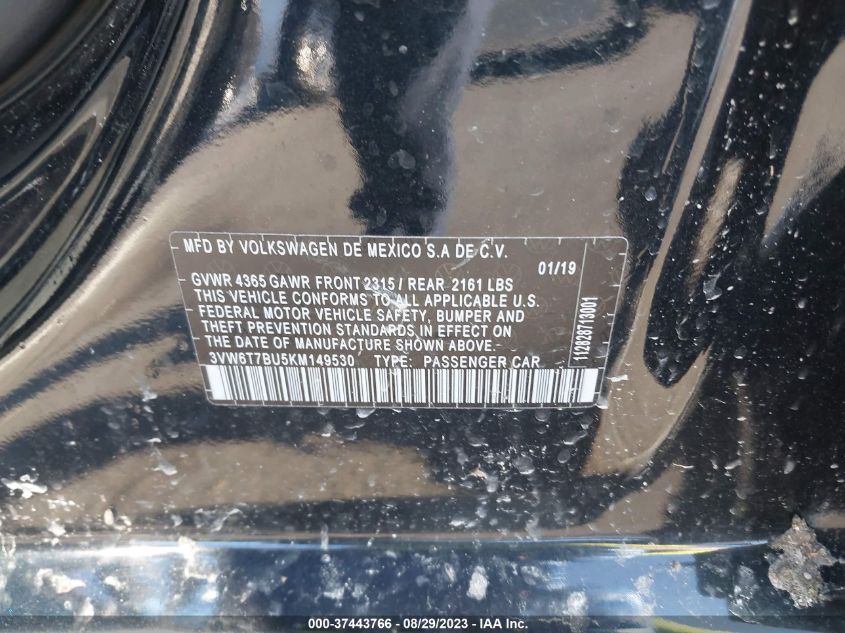 MFD BY VOLKSWAGEN DE MEXICO S.A DE C.V.
01/19
GVWR 4365 GAWR FRONT 2315 / REAR 2161 LBS
THIS VEHICLE CONFORMS TO ALL APPLICABLE U.S.
FEDERAL MOTOR VEHICLE SAFETY, BUMPER AND
THEFT PREVENTION STANDARDS IN EFFECT ON
THE DATE OF MANUFACTURE SHOWN ABOVE.
3VW6T7BU5KM149530 TYPE: PASSENGER CAR
112828713001
000-37443766 - 08/29/2023 - IAA Inc.